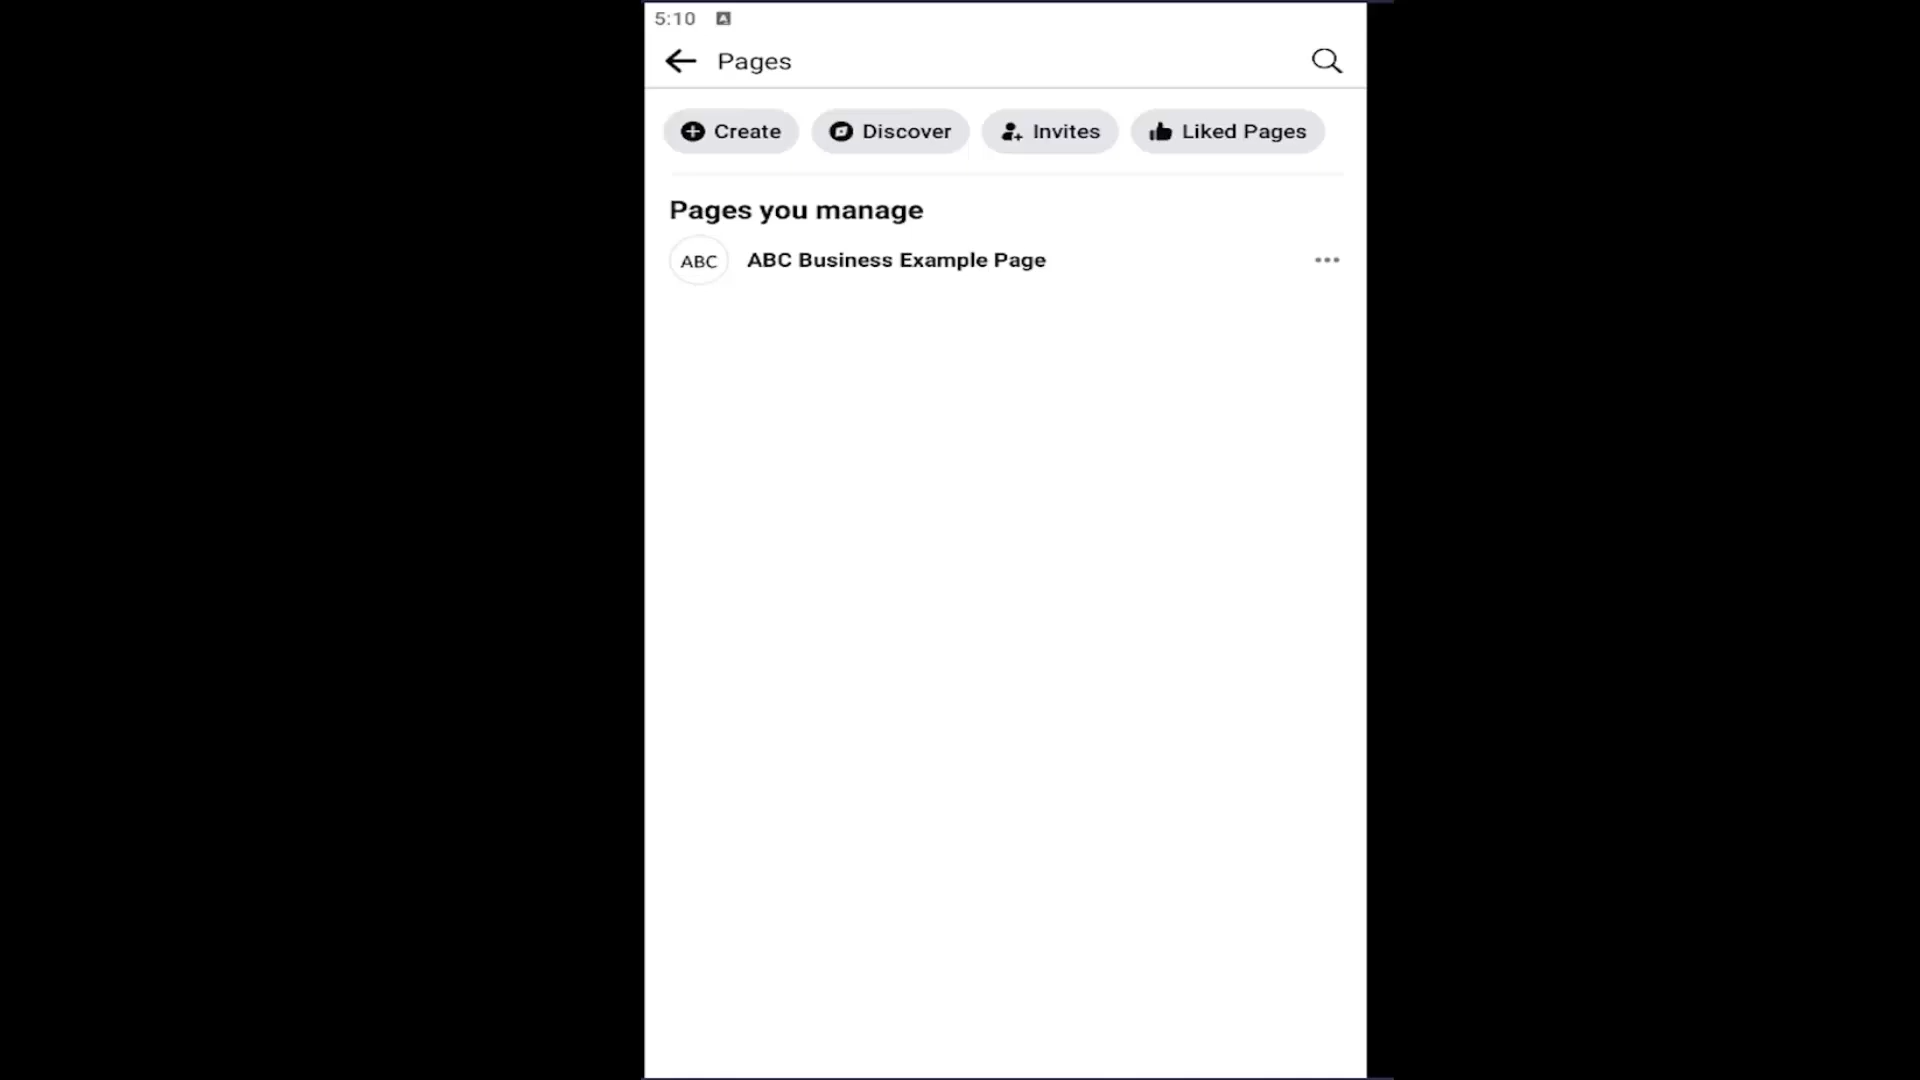 5:10 A
Pages
Create Discover Invites Liked Pages
Pages you manage
ABC ABC Business Example Page